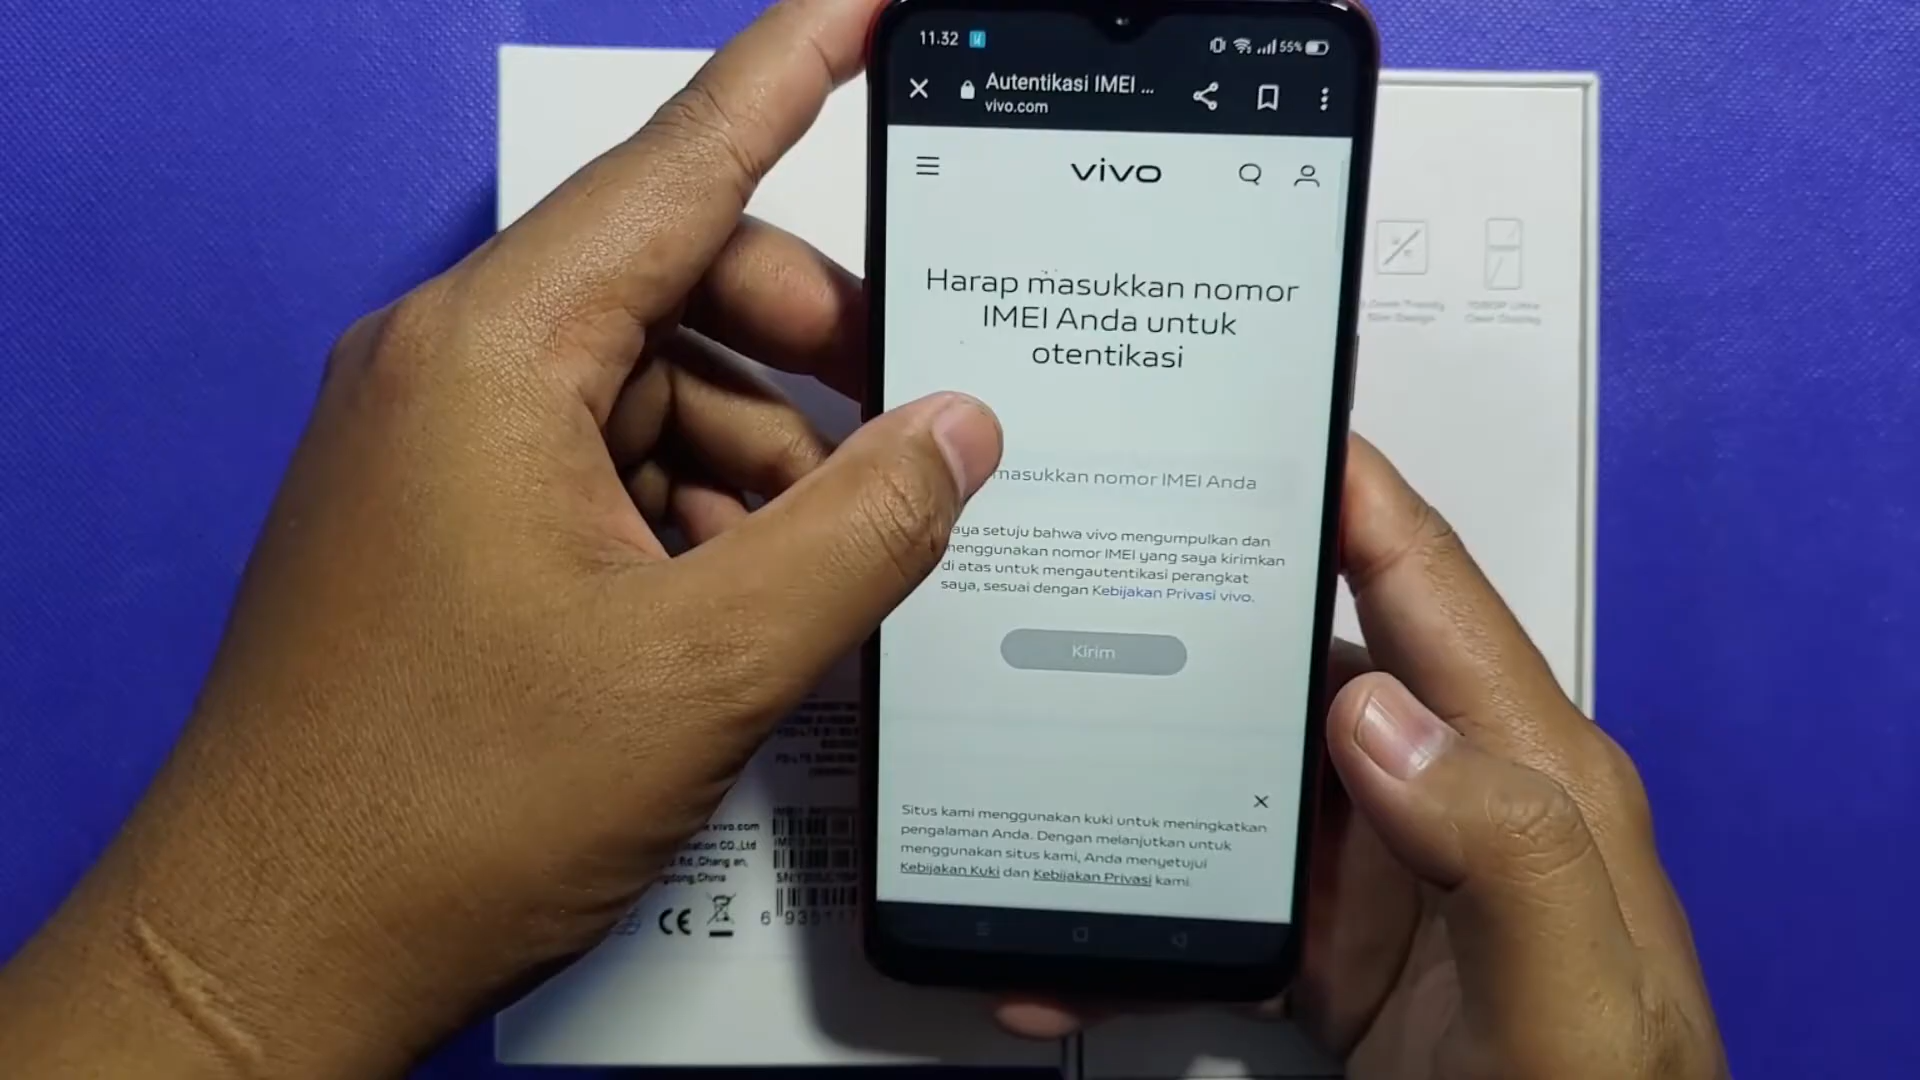 11.32
55%
Autentikasi IMEI ...
vivo.com
vivo
Harap masukkan nomor
IMEI Anda untuk
otentikasi
masukkan nomor IMEI Anda
aya setuju bahwa vivo mengumpulkan dan
menggunakan nomor IMEI yang saya kirimkan
di atas untuk mengautentikasi perangkat
saya, sesuai dengan Kebijakan Privasi vivo.
Kirim
Situs kami menggunakan kuki untuk meningkatkan
pengalaman Anda. Dengan melanjutkan untuk
menggunakan situs kami, Anda menyetujui
Kebijakan Kuki dan Kebijakan Privasi kami.
vivo.com
CO.,Ltd
China
CE